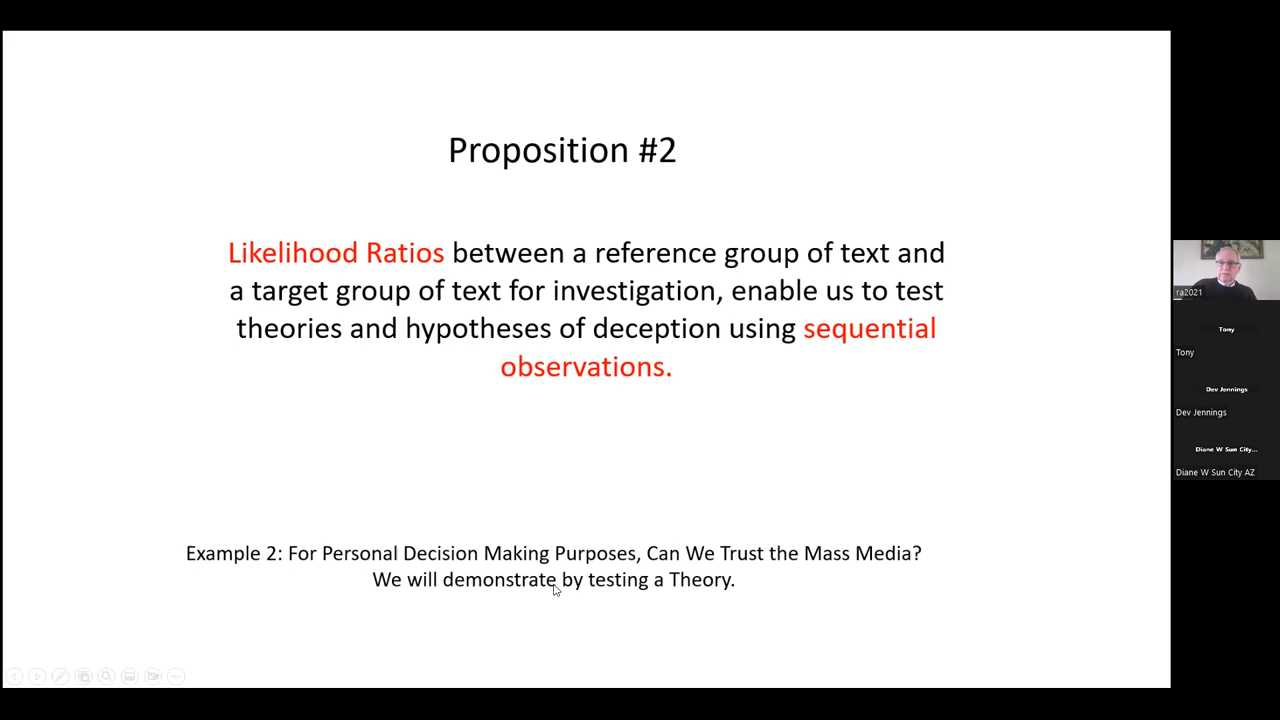 Proposition #2
Likelihood Ratios between a reference group of text and
a target group of text for investigation, enable us to test
theories and hypotheses of deception using sequential
observations.
Example 2: For Personal Decision Making Purposes, Can We Trust the Mass Media?
We will demonstrate by testing a Theory.
ra2021
Tony
Tony
Dev Jennings
Dev Jennings
Diane W Sun City...
Diane W Sun City AZ